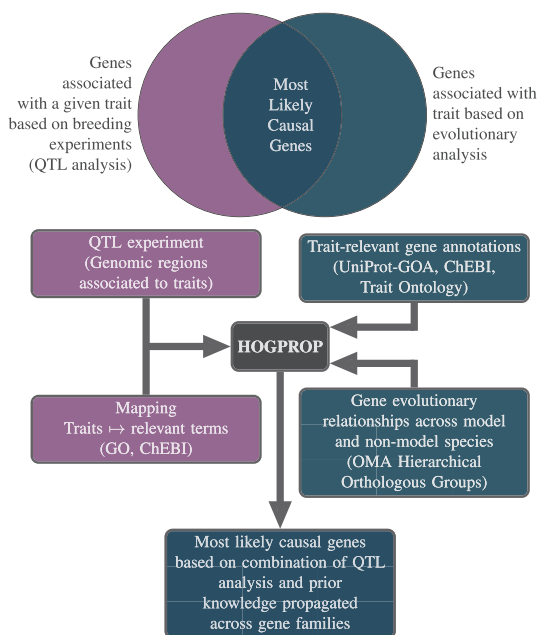 Genes
associated
with a given trait
based on breeding
experiments
(QTL analysis)
Most
Likely
Causal
Genes
Genes
associated with
trait based on
evolutionary
analysis
QTL experiment
(Genomic regions
associated to traits)
Trait-relevant gene annotations
(UniProt-GOA, ChEBI,
Trait Ontology)
HOGPROP
Mapping
Traits ↦ relevant terms
(GO, ChEBI)
Gene evolutionary
relationships across model
and non-model species
(OMA Hierarchical
Orthologous Groups)
Most likely causal genes
based on combination of QTL
analysis and prior
knowledge propagated
across gene families